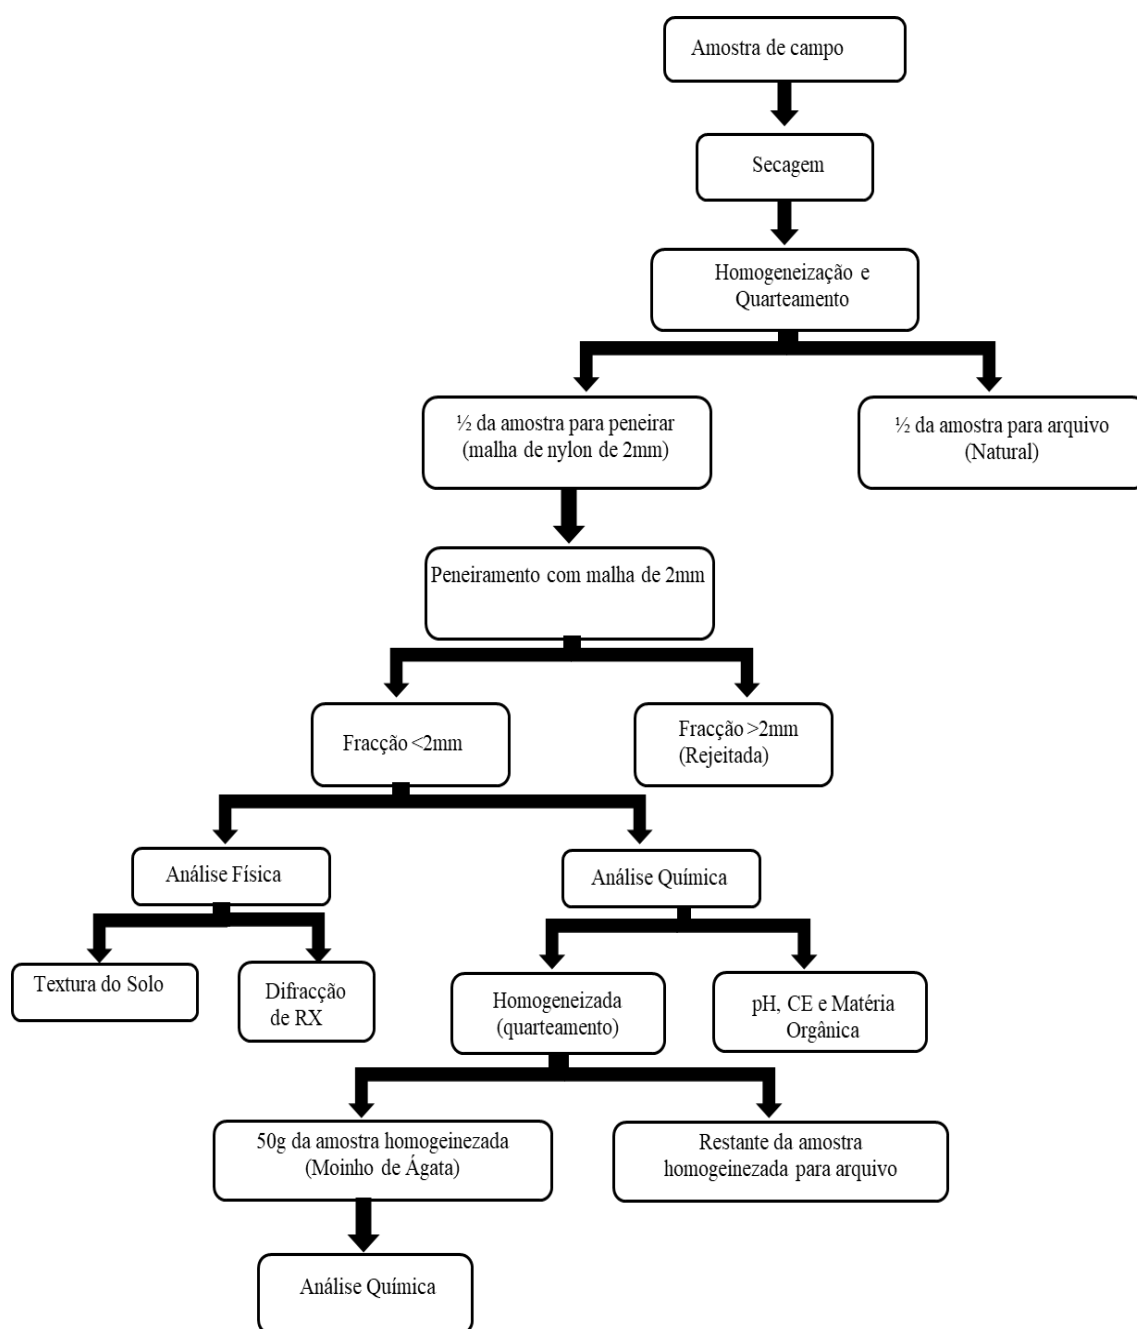 Amostra de campo
Secagem
Homogeneização e
Quarteamento
½ da amostra para peneirar
(malha de nylon de 2mm)
½ da amostra para arquivo
(Natural)
Peneiramento com malha de 2mm
Fracção <2mm
Fracção >2mm
(Rejeitada)
Análise Física
Análise Química
Textura do Solo
Difracção
de RX
Homogeneizada
(quarteamento)
pH, CE e Matéria
Orgânica
50g da amostra homogeinezada
(Moinho de Ágata)
Restante da amostra
homogeinezada para arquivo
Análise Química